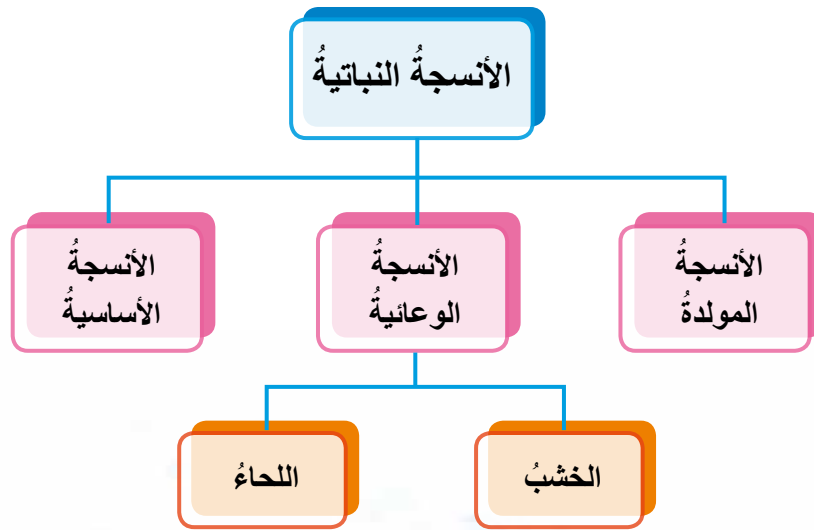 الأنسجةُ النباتيةُ
الأنسجةُ
المولدةُ
الأنسجةُ
الوعائيةُ
الأنسجةُ
الأساسيةُ
الخشبُ
اللحاءُ